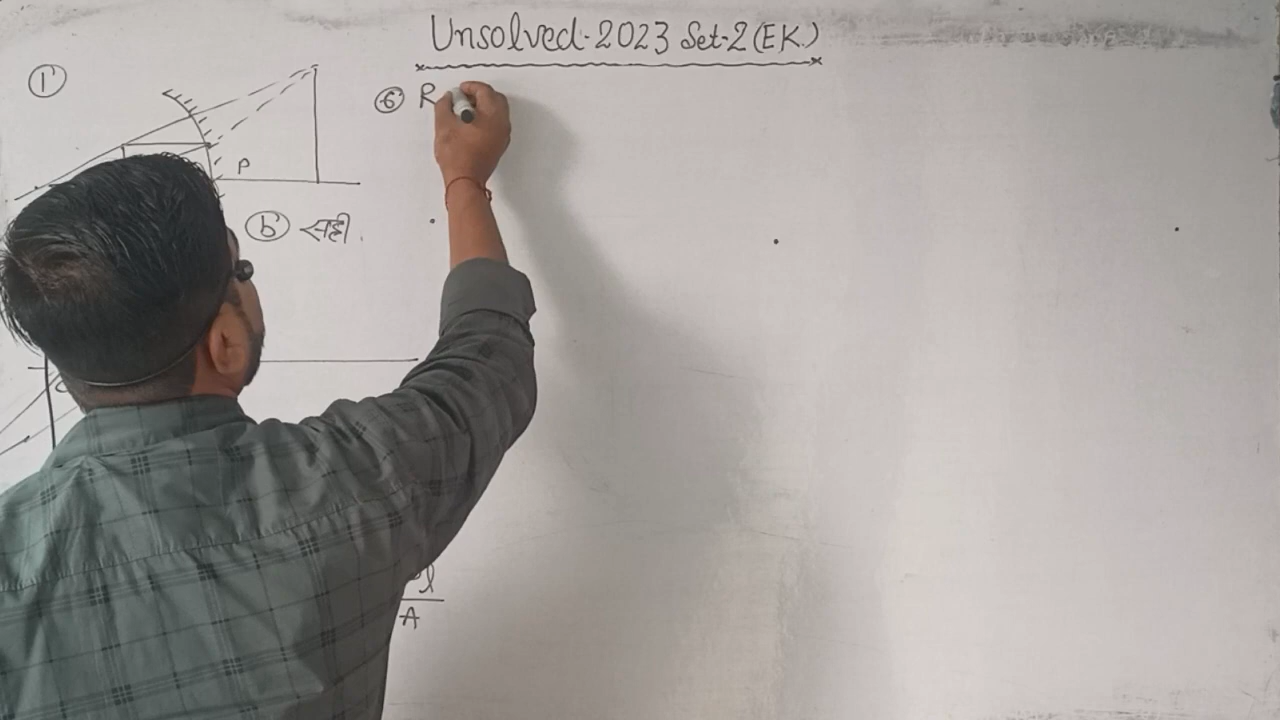 Unsolved-2023 Set-2 (EK.)
①
P
ⓑ सही.
⑥ R
l
A